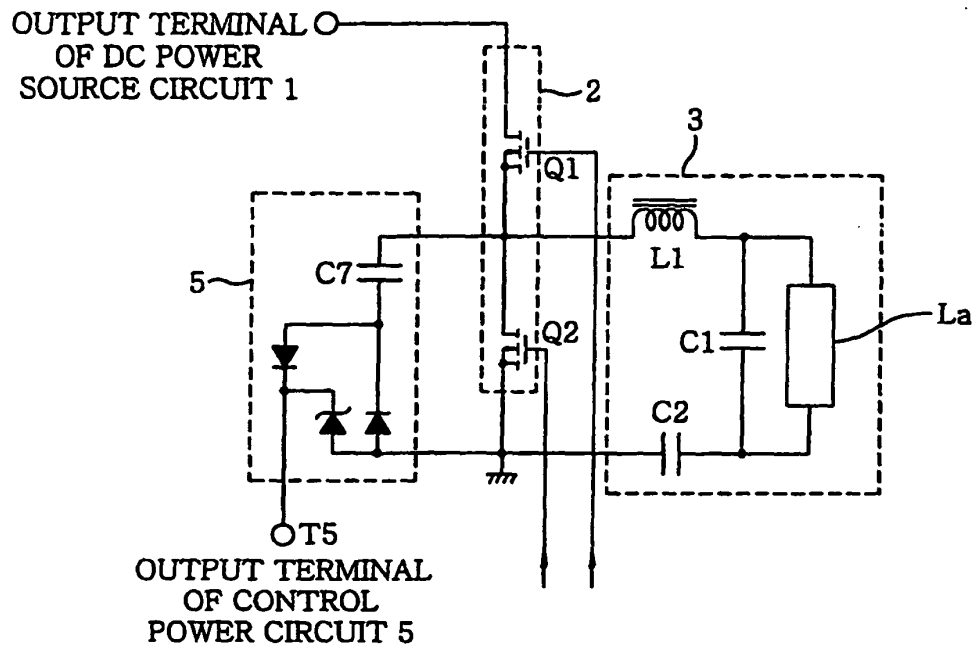 OUTPUT TERMINAL
OF DC POWER
SOURCE CIRCUIT 1
2
3
Q1
L1
C7
5
Q2
C1
La
C2
T5
OUTPUT TERMINAL
OF CONTROL
POWER CIRCUIT 5